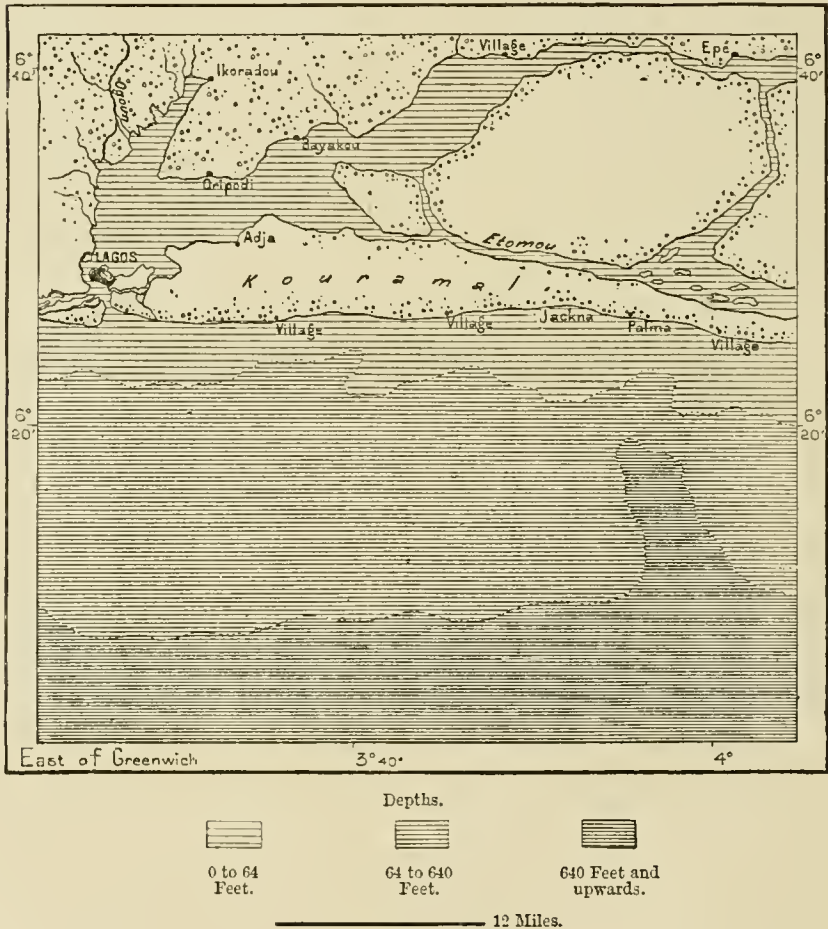 Village
Epe
6°
40'
6°
40'
Ogoun
Ikoradou
Bayakou
Oripodi
Etomou
Adja
LAGOS
Kouramaï
Village
Village
Jackna
Palma
Village
6°
20'
6°
20'
East of Greenwich
3°40'
4°
Depths.
0 to 64
Feet.
64 to 640
Feet.
640 Feet and
upwards.
12 Miles.